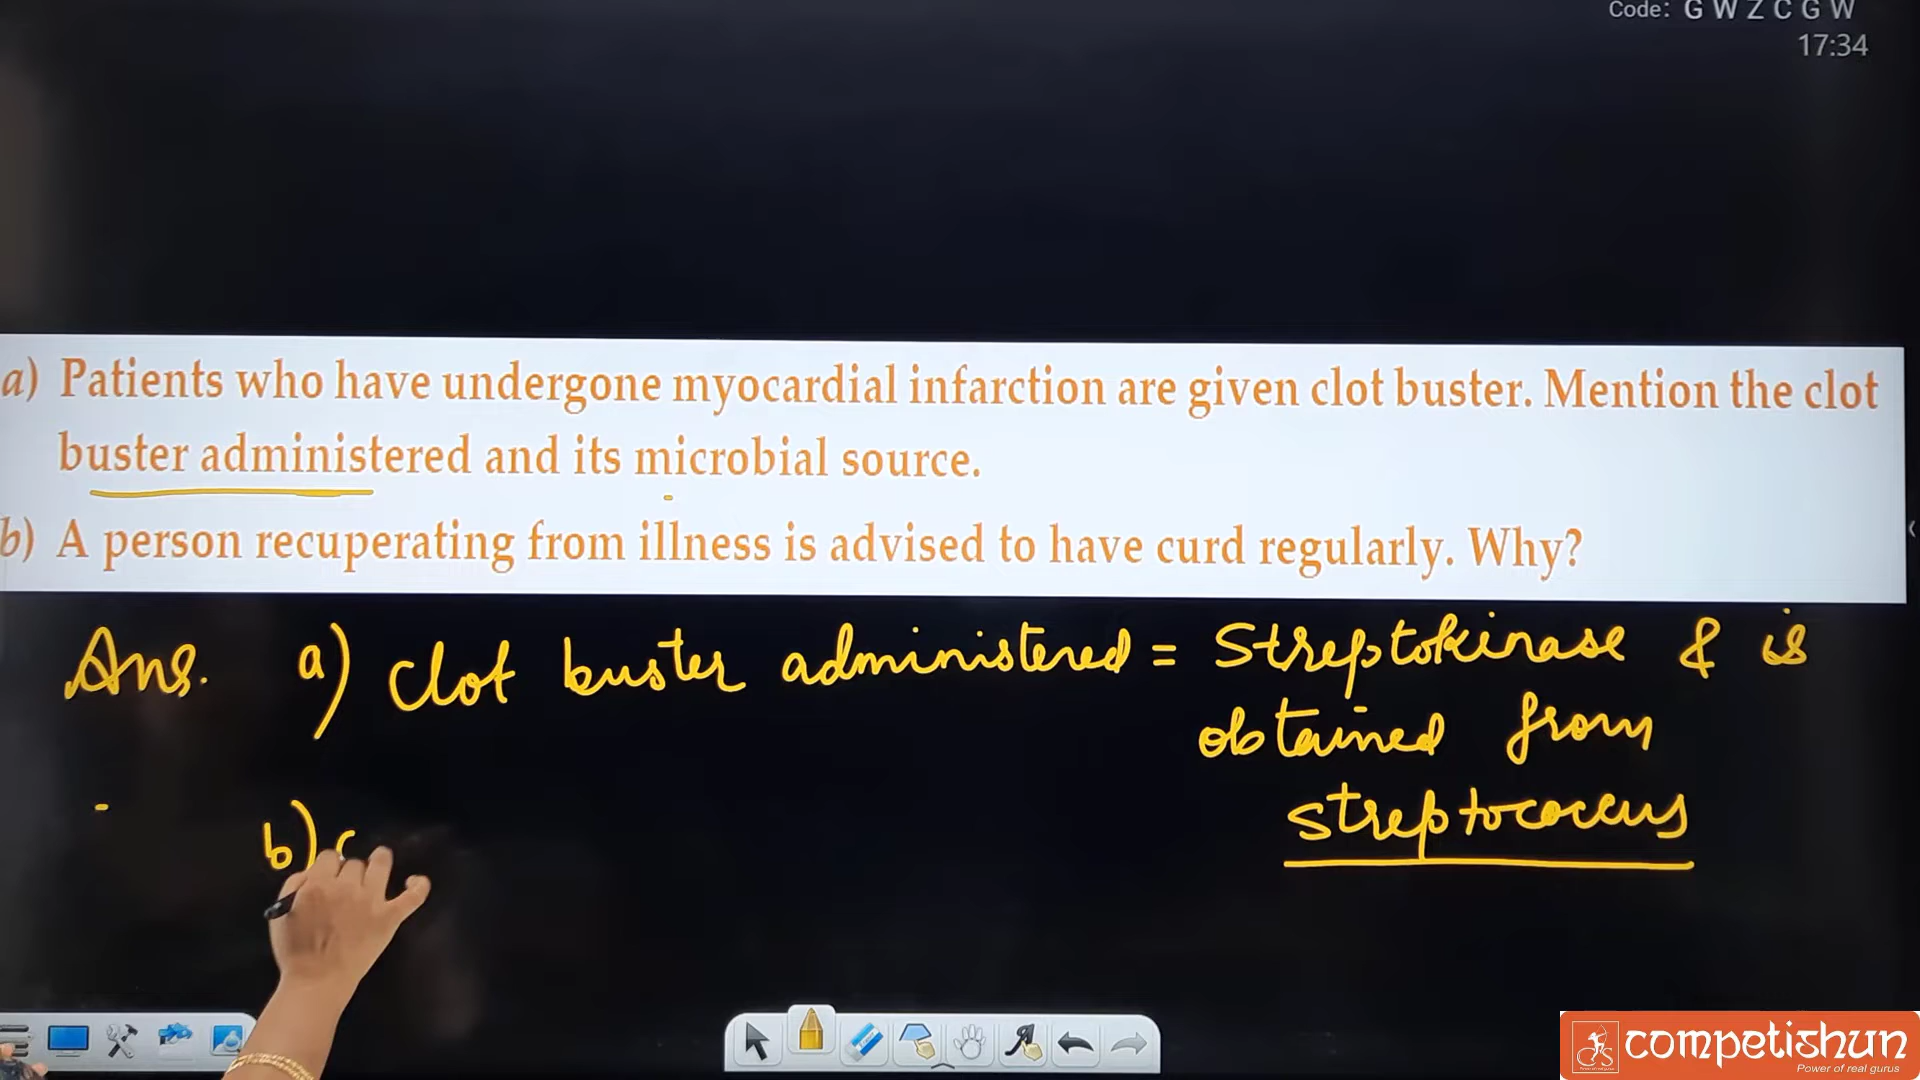 Code: G W Z C G W
17:34
a) Patients who have undergone myocardial infarction are given clot buster. Mention the clot
buster administered and its microbial source.
b) A person recuperating from illness is advised to have curd regularly. Why?
Ans. a) Clot buster administered = Streptokinase & is
obtained from
streptococcus
b) c
competishun
Power of real gurus